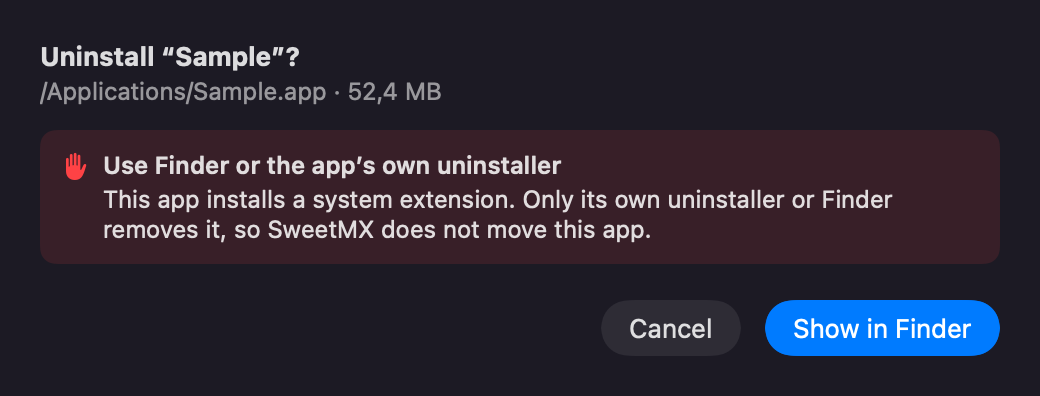 Uninstall “Sample”?
/Applications/Sample.app · 52,4 MB
Use Finder or the app’s own uninstaller
This app installs a system extension. Only its own uninstaller or Finder
removes it, so SweetMX does not move this app.
Cancel
Show in Finder